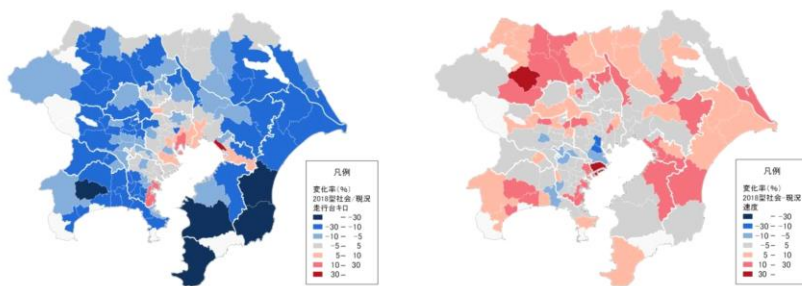 凡例
変化率(%)
2018型社会/現況
走行台キロ
- -30
-30 - -10
-10 - -5
-5 - 5
5 - 10
10 - 30
30 -
凡例
変化率(%)
2018型社会-現況
速度
- -30
-30 - -10
-10 - -5
-5 - 5
5 - 10
10 - 30
30 -